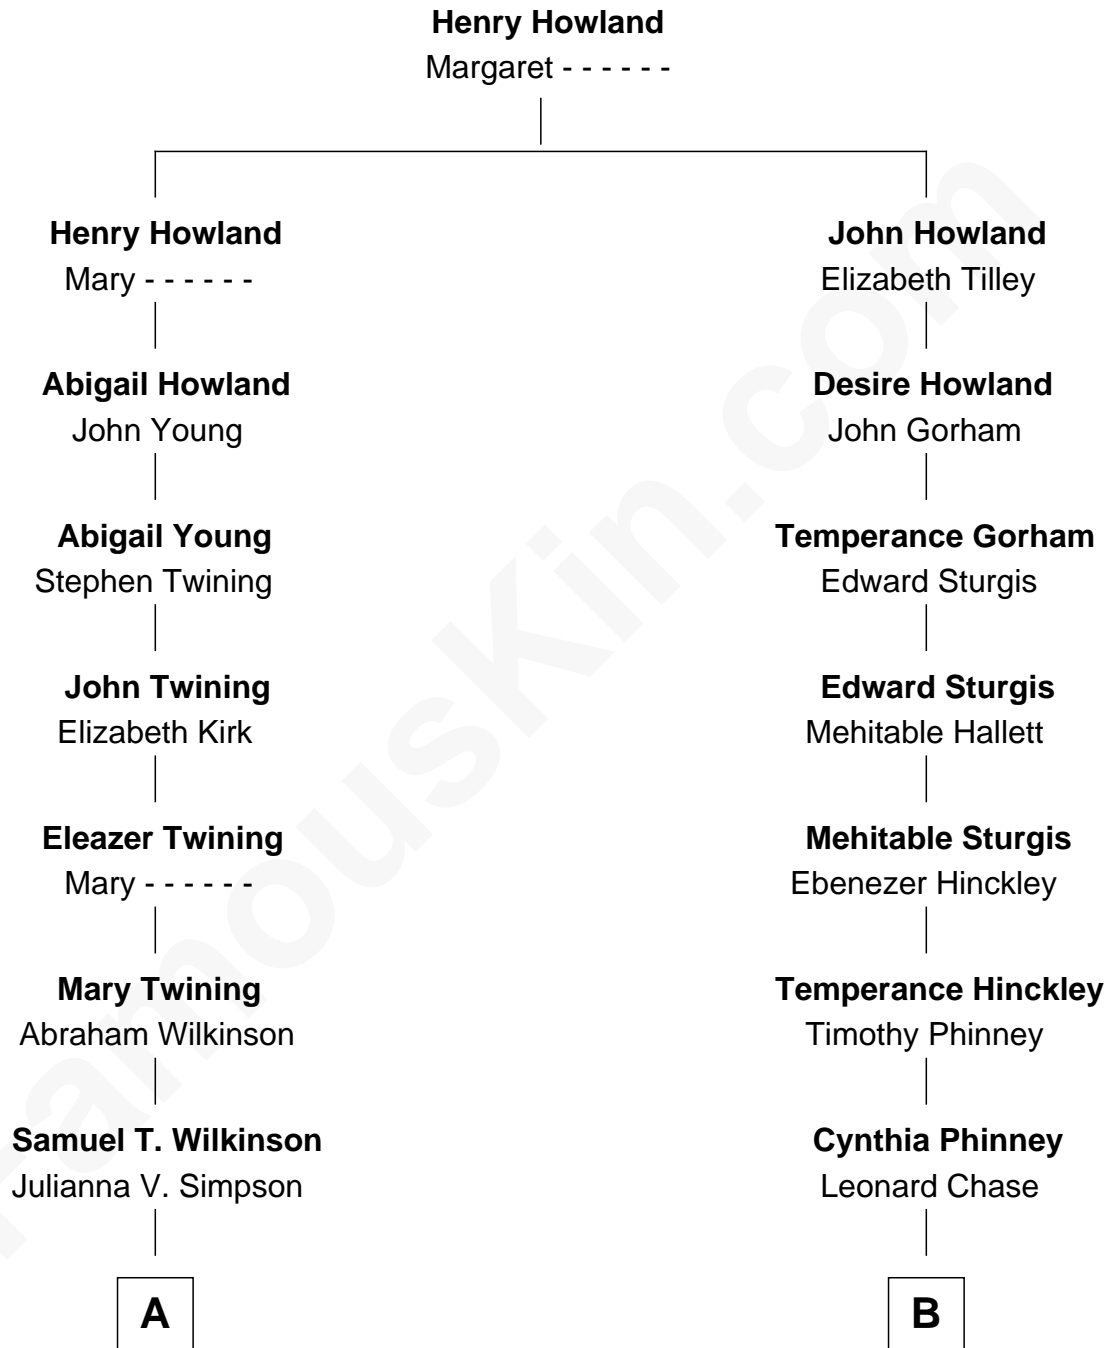 Henry Howland
Margaret - - - - - -
Henry Howland
Mary - - - - - -
John Howland
Elizabeth Tilley
Abigail Howland
John Young
Desire Howland
John Gorham
Abigail Young
Stephen Twining
Temperance Gorham
Edward Sturgis
John Twining
Elizabeth Kirk
Edward Sturgis
Mehitable Hallett
Eleazer Twining
Mary - - - - - -
Mehitable Sturgis
Ebenezer Hinckley
Mary Twining
Abraham Wilkinson
Temperance Hinckley
Timothy Phinney
Samuel T. Wilkinson
Julianna V. Simpson
Cynthia Phinney
Leonard Chase
A
B
FamousKin.com